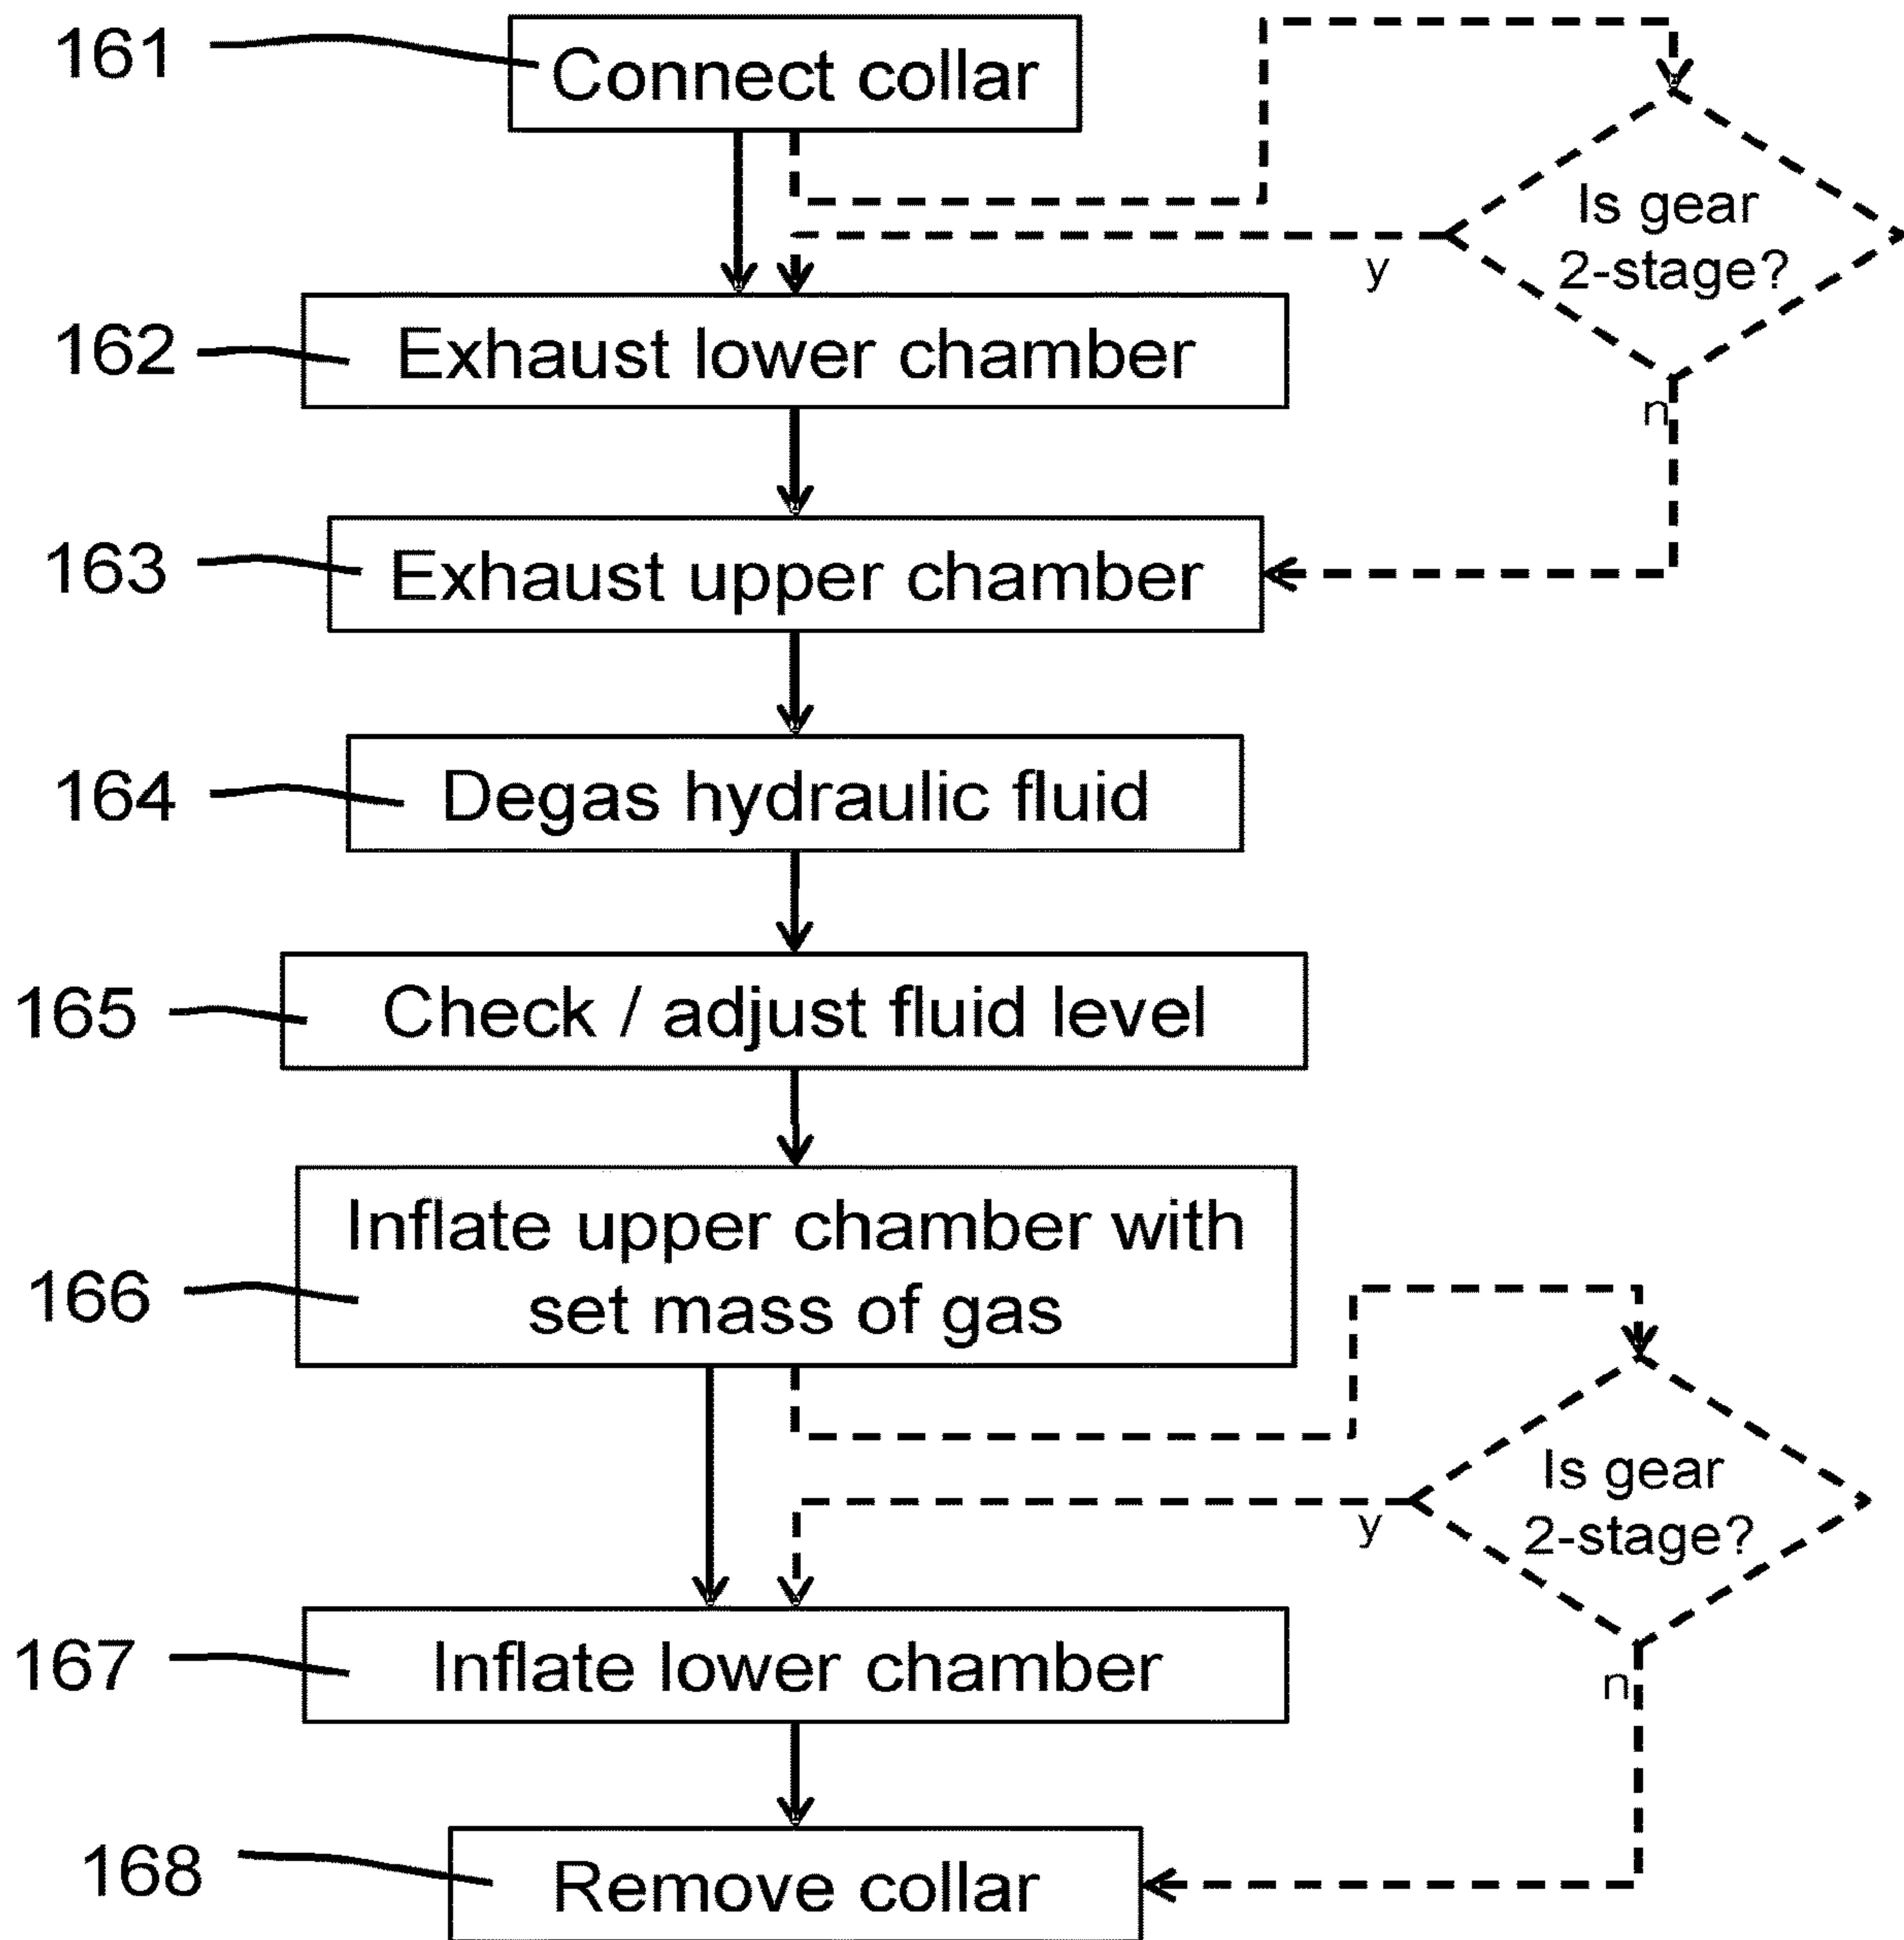 161
Connect collar
Is gear
2-stage?
y
162
Exhaust lower chamber
n
163
Exhaust upper chamber
164
Degas hydraulic fluid
165
Check / adjust fluid level
166
Inflate upper chamber with
set mass of gas
Is gear
2-stage?
y
167
Inflate lower chamber
n
168
Remove collar